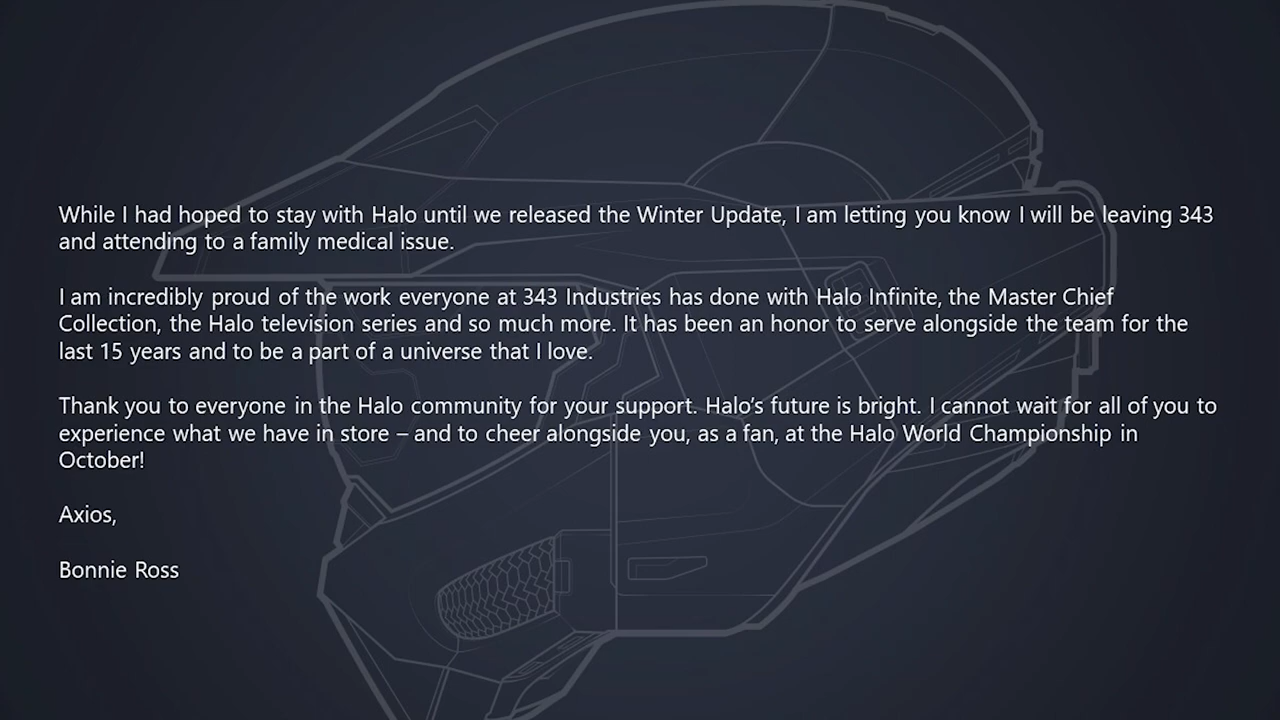 While I had hoped to stay with Halo until we released the Winter Update, I am letting you know I will be leaving 343
and attending to a family medical issue.
I am incredibly proud of the work everyone at 343 Industries has done with Halo Infinite, the Master Chief
Collection, the Halo television series and so much more. It has been an honor to serve alongside the team for the
last 15 years and to be a part of a universe that I love.
Thank you to everyone in the Halo community for your support. Halo’s future is bright. I cannot wait for all of you to
experience what we have in store – and to cheer alongside you, as a fan, at the Halo World Championship in
October!
Axios,
Bonnie Ross